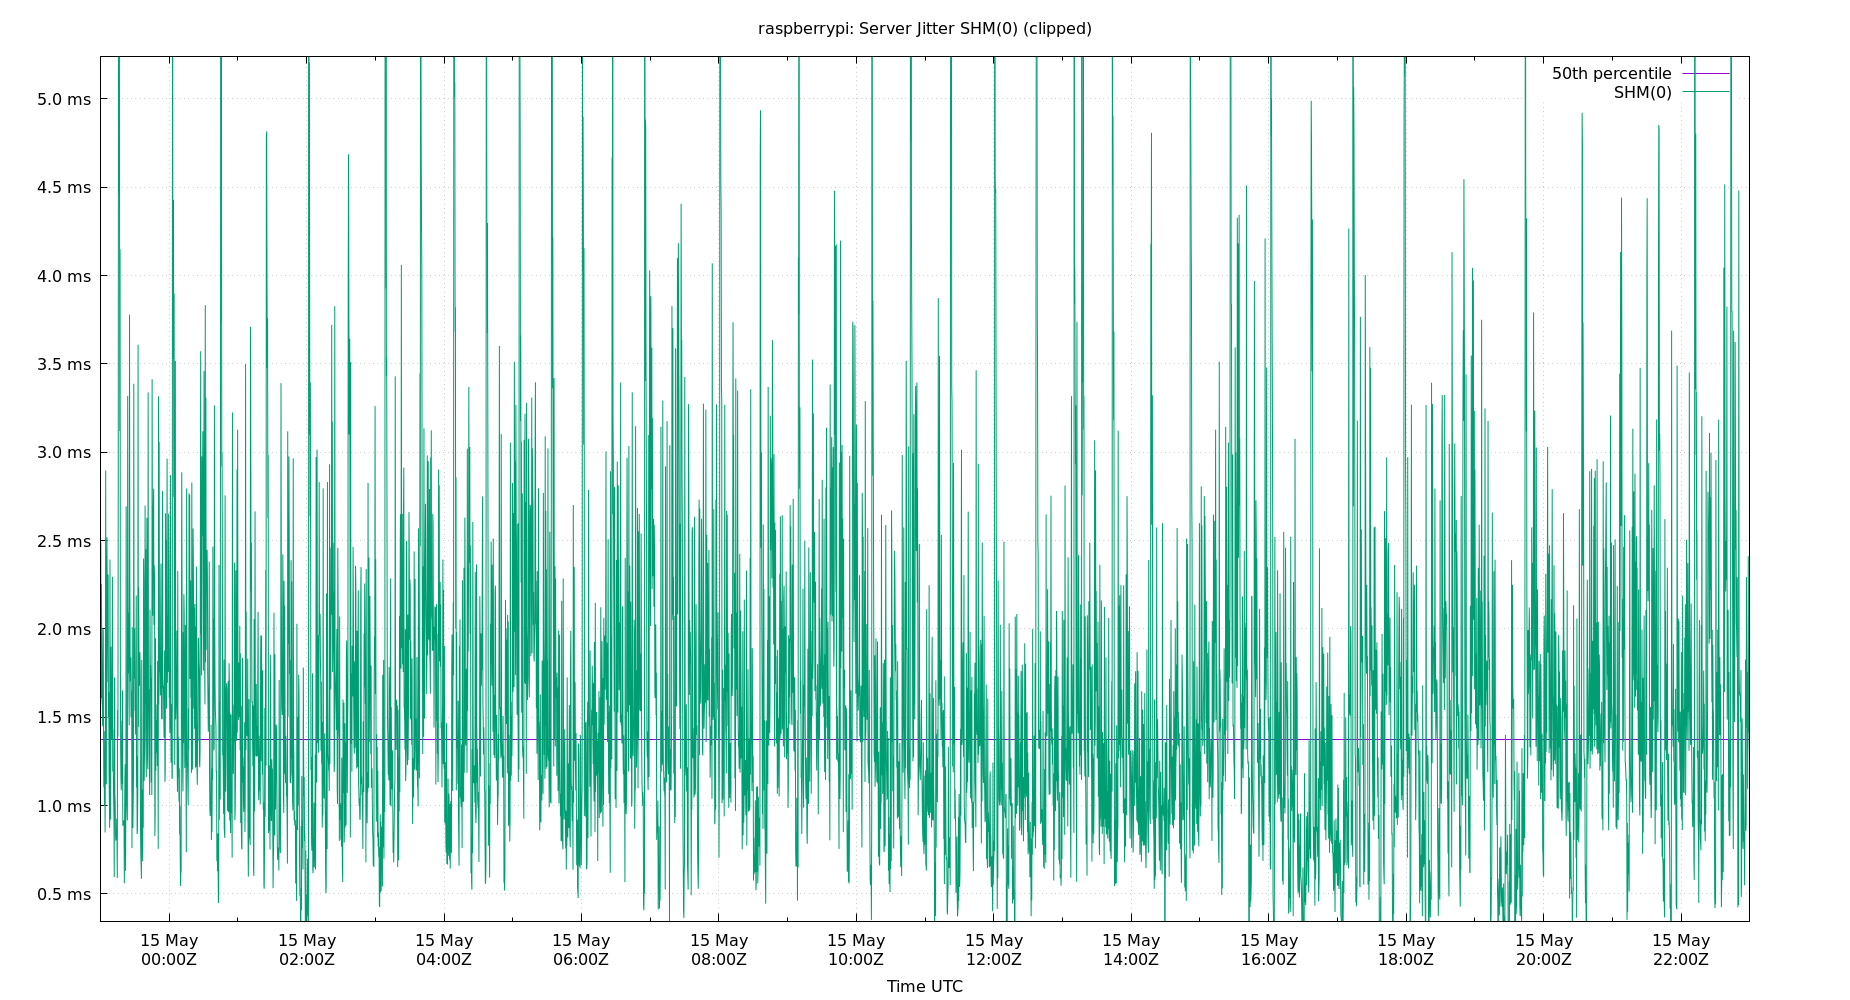 raspberrypi: Server Jitter SHM(0) (clipped)
50th percentile
SHM(0)
5.0 ms
4.5 ms
4.0 ms
3.5 ms
3.0 ms
2.5 ms
2.0 ms
1.5 ms
1.0 ms
0.5 ms
15 May 15 May 15 May 15 May 15 May 15 May 15 May 15 May 15 May 15 May 15 May 15 May
00:00Z 02:00Z 04:00Z 06:00Z 08:00Z 10:00Z 12:00Z 14:00Z 16:00Z 18:00Z 20:00Z 22:00Z
Time UTC